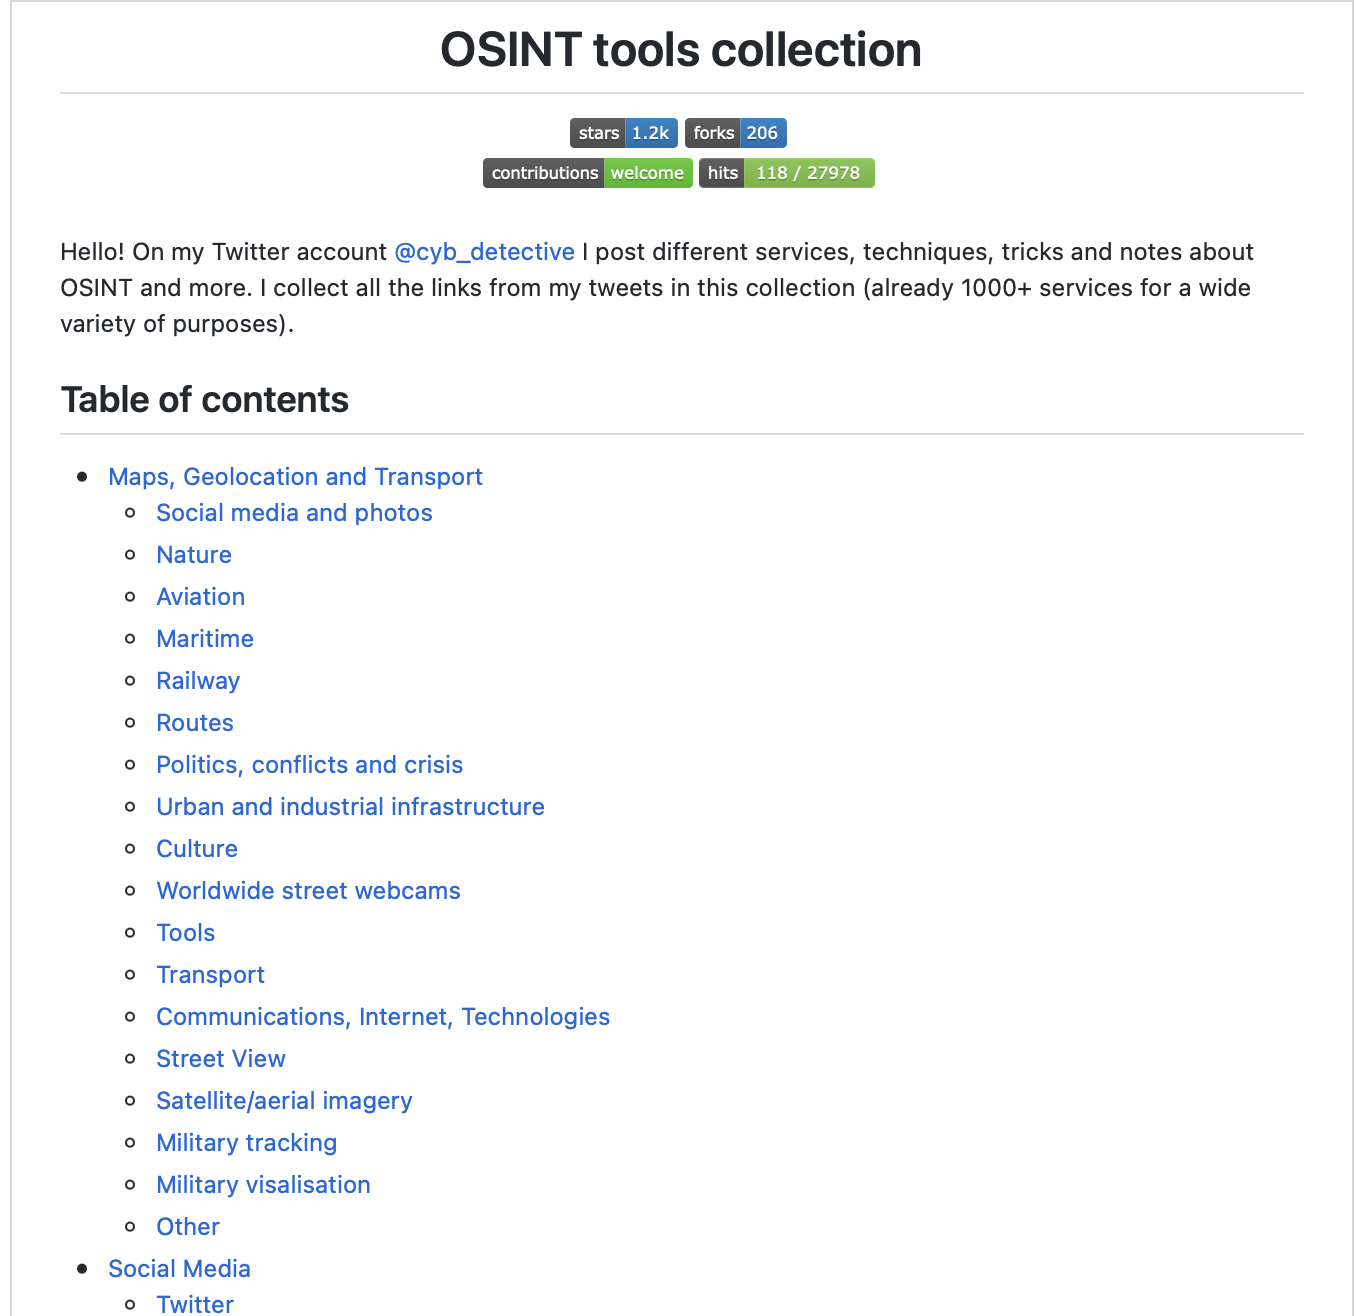 OSINT tools collection
stars 1.2k forks 206
contributions welcome hits 118 / 27978
Hello! On my Twitter account @cyb_detective I post different services, techniques, tricks and notes about
OSINT and more. I collect all the links from my tweets in this collection (already 1000+ services for a wide
variety of purposes).
Table of contents
Maps, Geolocation and Transport
Social media and photos
Nature
Aviation
Maritime
Railway
Routes
Politics, conflicts and crisis
Urban and industrial infrastructure
Culture
Worldwide street webcams
Tools
Transport
Communications, Internet, Technologies
Street View
Satellite/aerial imagery
Military tracking
Military visalisation
Other
Social Media
Twitter